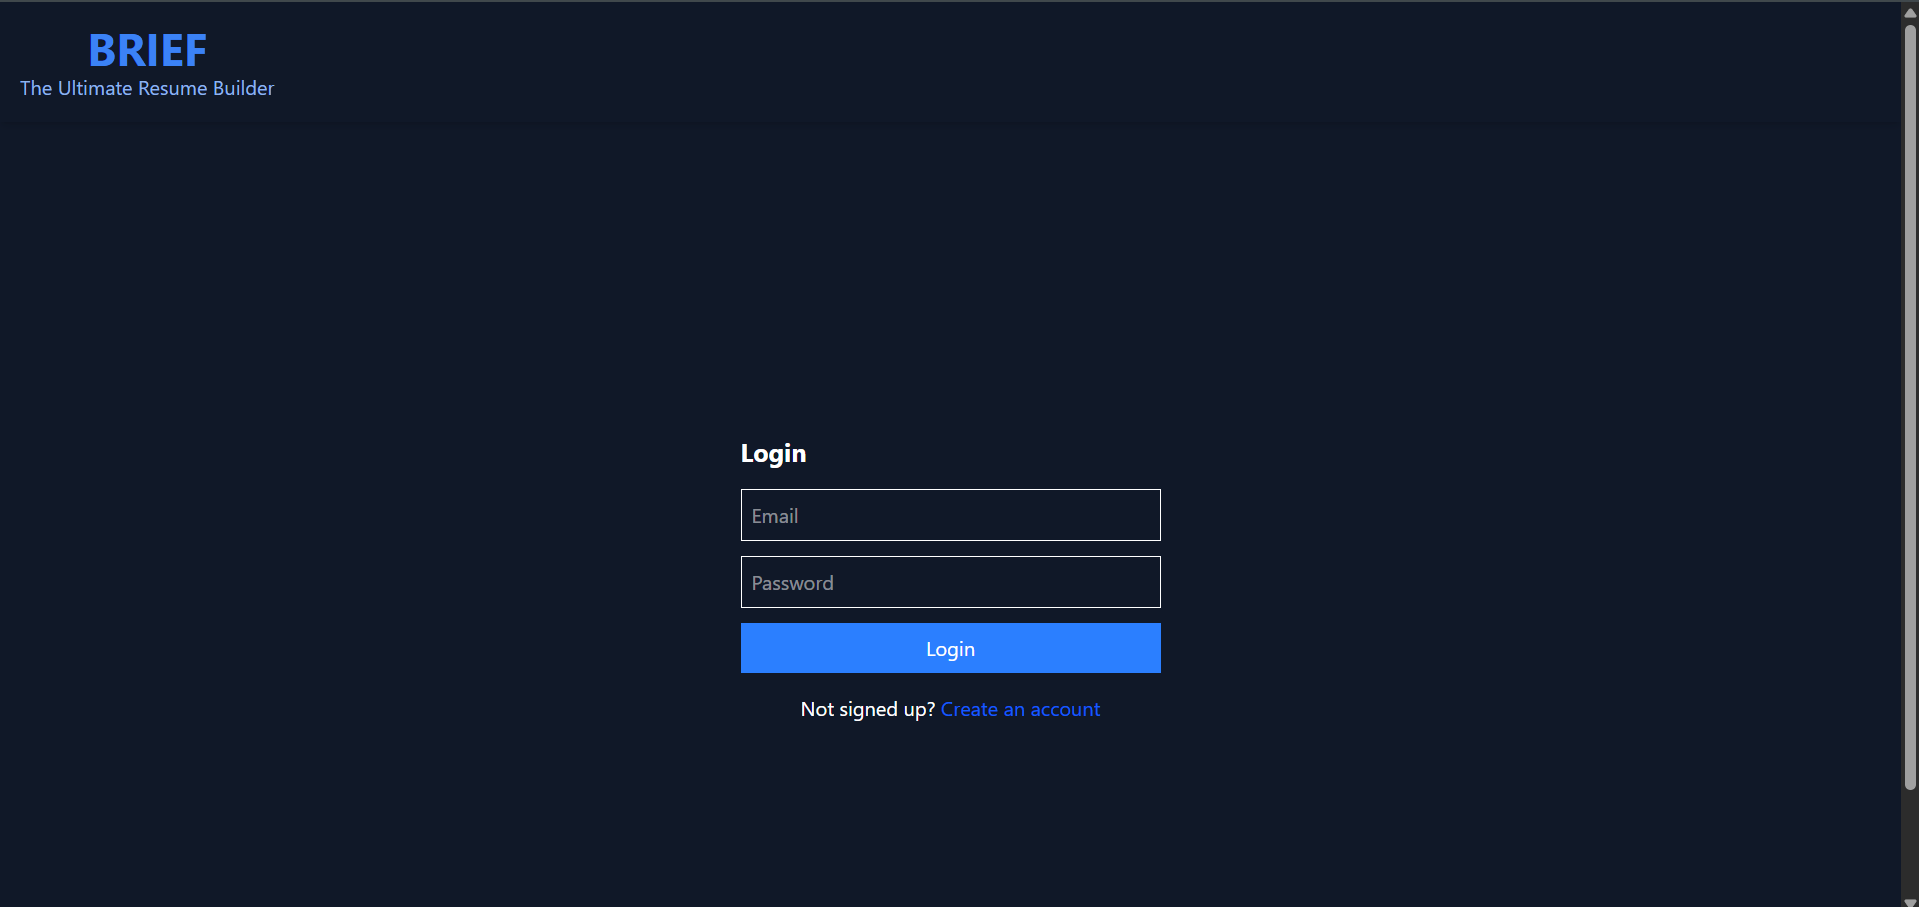 BRIEF
The Ultimate Resume Builder
Login
Email
Password
Login
Not signed up? Create an account